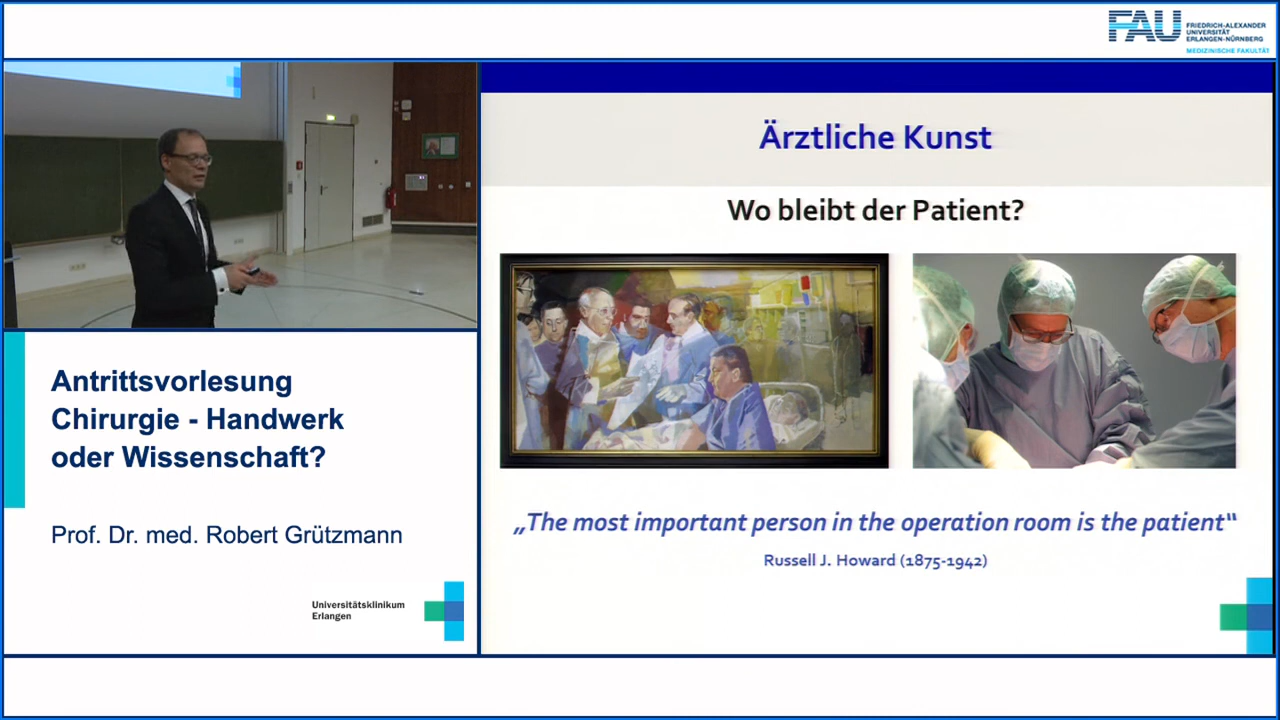 FAU
FRIEDRICH-ALEXANDER
UNIVERSITÄT
ERLANGEN-NÜRNBERG
MEDIZINISCHE FAKULTÄT
Antrittsvorlesung
Chirurgie - Handwerk
oder Wissenschaft?
Prof. Dr. med. Robert Grützmann
Universitätsklinikum
Erlangen
Ärztliche Kunst
Wo bleibt der Patient?
„The most important person in the operation room is the patient“
Russell J. Howard (1875-1942)